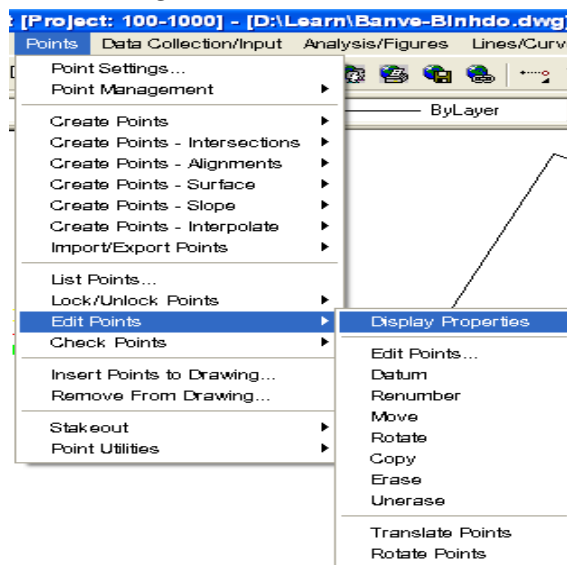 [Project: 100-1000] - [D:\Learn\Banve-BInhdo.dwg]
Points Data Collection/Input Analysis/Figures Lines/Curv
Point Settings...
Point Management
ByLayer
Create Points
Create Points - Intersections
Create Points - Alignments
Create Points - Surface
Create Points - Slope
Create Points - Interpolate
Import/Export Points
List Points...
Lock/Unlock Points
Edit Points
Check Points
Insert Points to Drawing...
Remove From Drawing...
Stakeout
Point Utilities
Display Properties
Edit Points...
Datum
Renumber
Move
Rotate
Copy
Erase
Unerase
Translate Points
Rotate Points